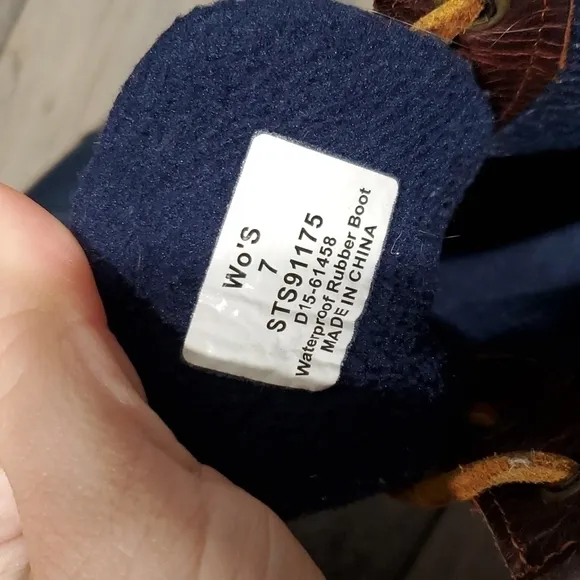 Wo'S
7
STS91175
D15-61458
Waterproof Rubber Boot
MADE IN CHINA